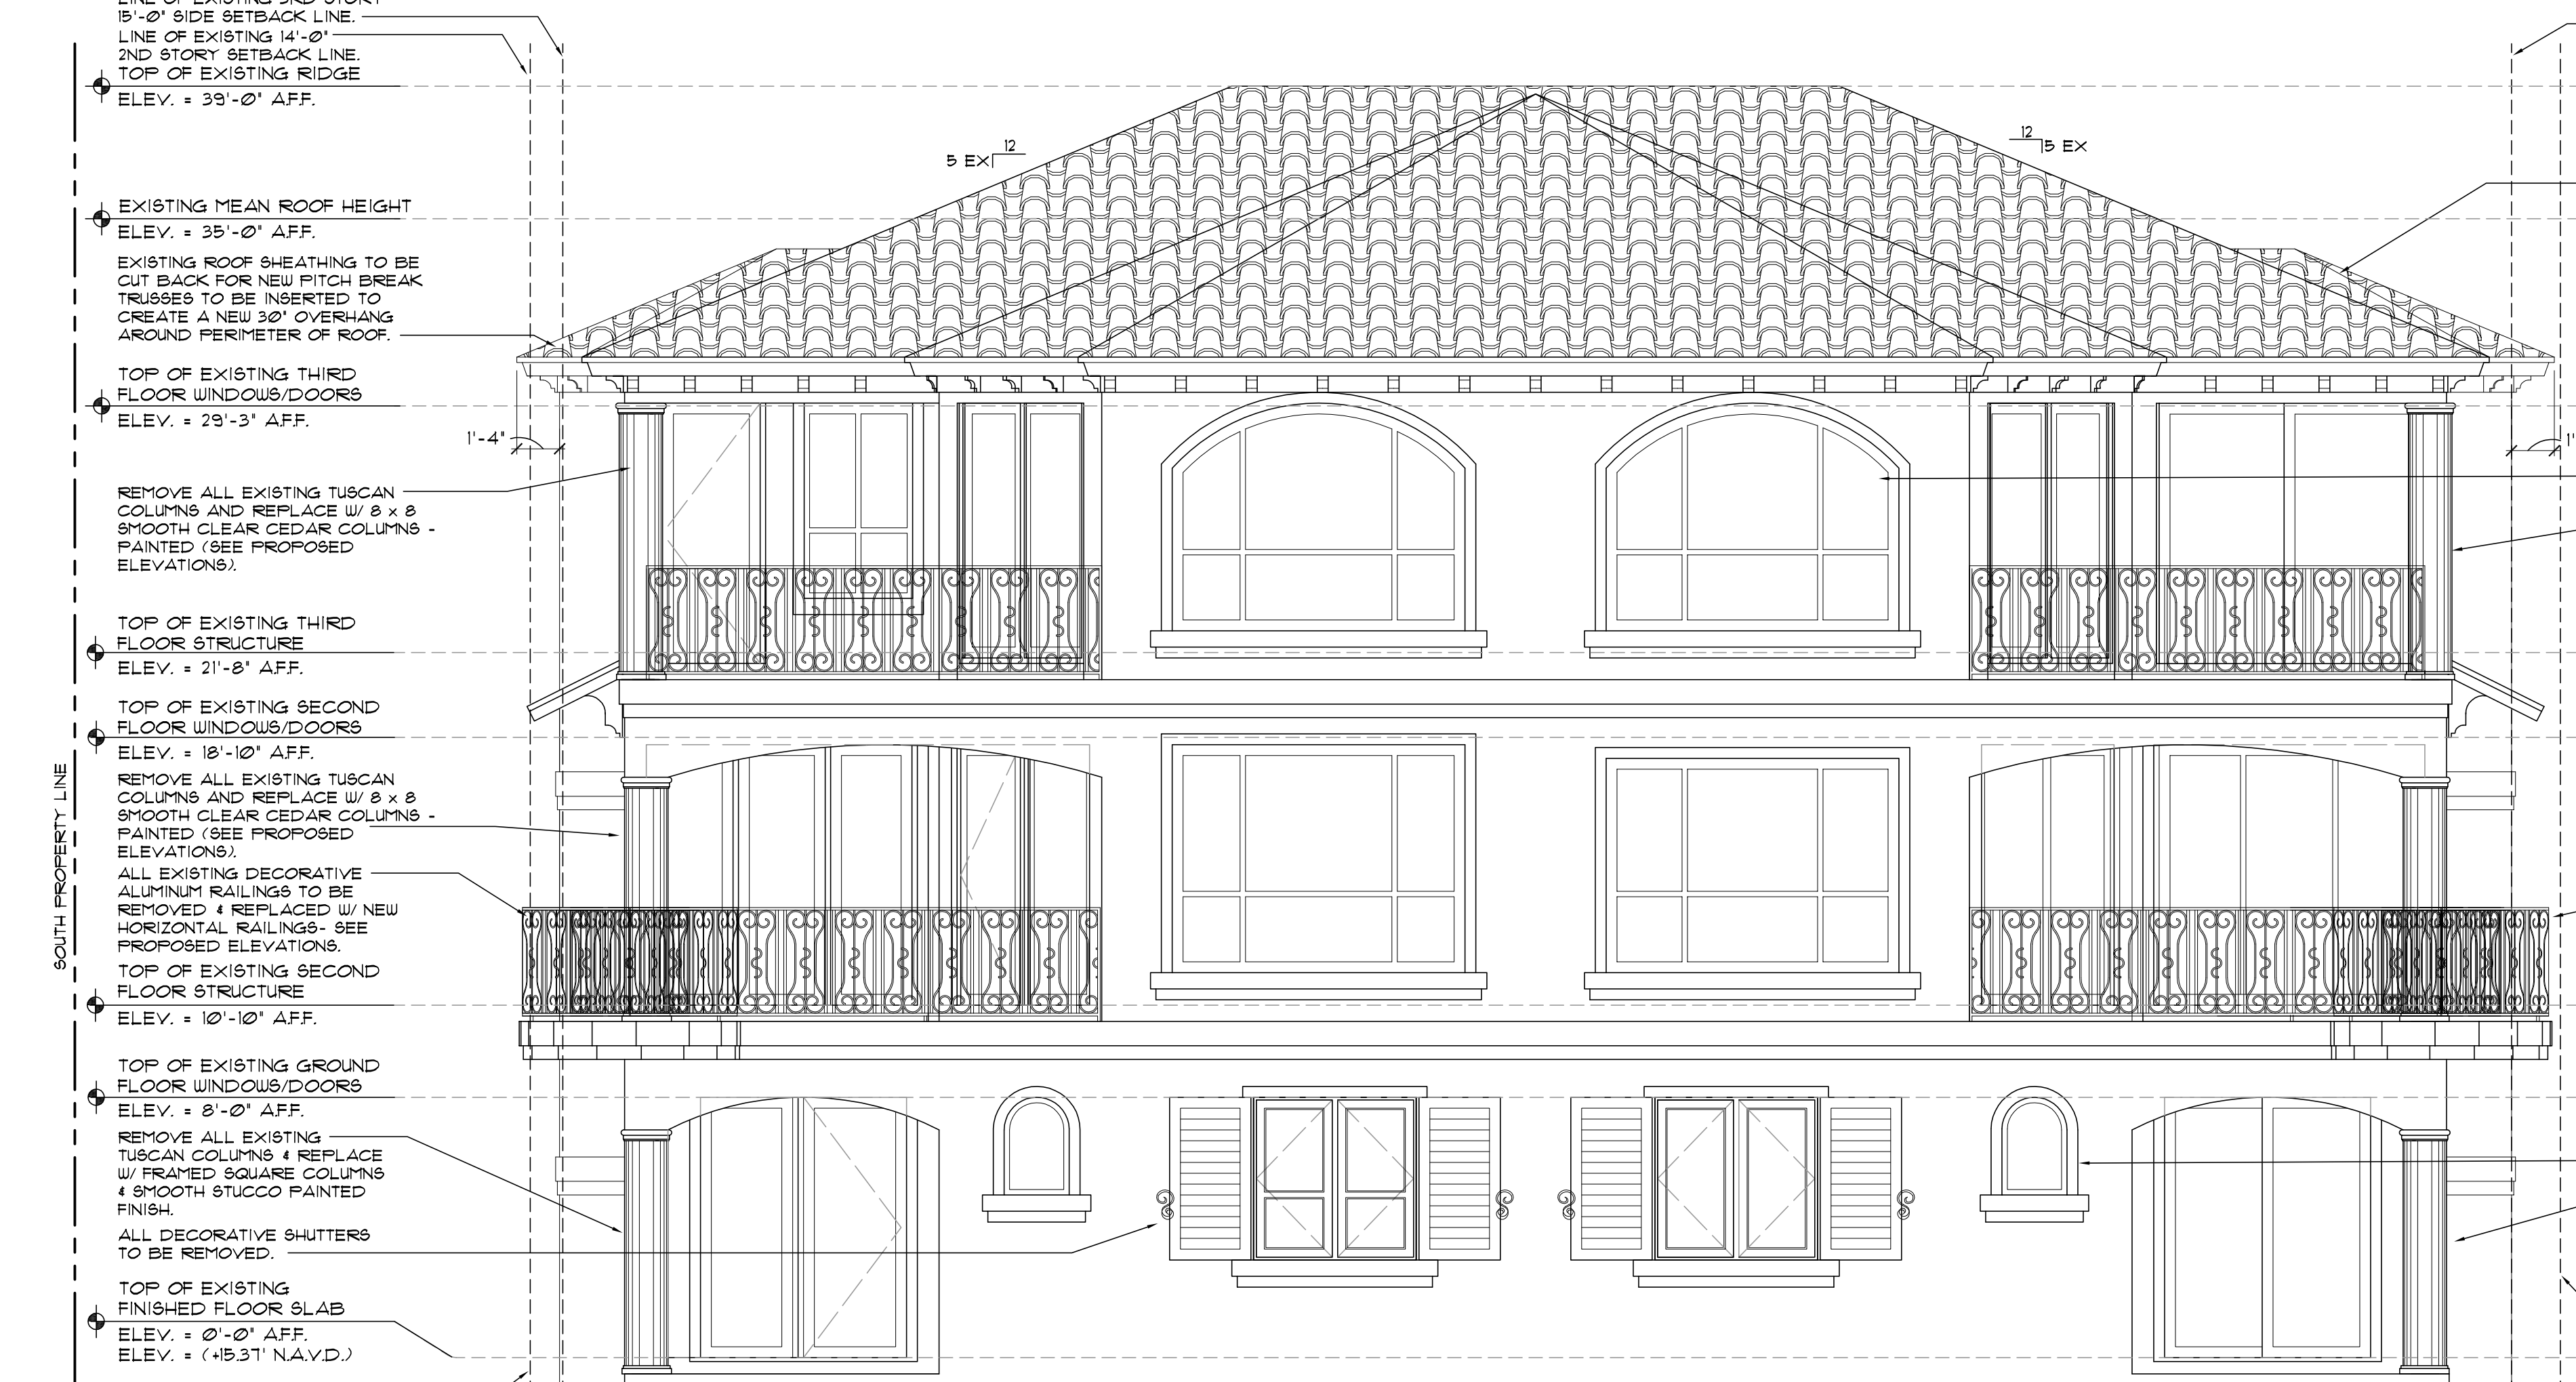 15'-0" SIDE SETBACK LINE.
LINE OF EXISTING 14'-0"
2ND STORY SETBACK LINE.
TOP OF EXISTING RIDGE
ELEV. = 39'-0" A.F.F.
12
5 EX
12
5 EX
EXISTING MEAN ROOF HEIGHT
ELEV. = 35'-0" A.F.F.
EXISTING ROOF SHEATHING TO BE
CUT BACK FOR NEW PITCH BREAK
TRUSSES TO BE INSERTED TO
CREATE A NEW 30" OVERHANG
AROUND PERIMETER OF ROOF.
TOP OF EXISTING THIRD
FLOOR WINDOWS/DOORS
ELEV. = 29'-3" A.F.F.
1'-4"
1'
REMOVE ALL EXISTING TUSCAN
COLUMNS AND REPLACE W/ 8 x 8
SMOOTH CLEAR CEDAR COLUMNS -
PAINTED (SEE PROPOSED
ELEVATIONS).
TOP OF EXISTING THIRD
FLOOR STRUCTURE
ELEV. = 21'-8" A.F.F.
TOP OF EXISTING SECOND
FLOOR WINDOWS/DOORS
ELEV. = 18'-10" A.F.F.
REMOVE ALL EXISTING TUSCAN
COLUMNS AND REPLACE W/ 8 x 8
SMOOTH CLEAR CEDAR COLUMNS -
PAINTED (SEE PROPOSED
ELEVATIONS).
SOUTH PROPERTY LINE
ALL EXISTING DECORATIVE
ALUMINUM RAILINGS TO BE
REMOVED & REPLACED W/ NEW
HORIZONTAL RAILINGS- SEE
PROPOSED ELEVATIONS.
TOP OF EXISTING SECOND
FLOOR STRUCTURE
ELEV. = 10'-10" A.F.F.
TOP OF EXISTING GROUND
FLOOR WINDOWS/DOORS
ELEV. = 8'-0" A.F.F.
REMOVE ALL EXISTING
TUSCAN COLUMNS & REPLACE
W/ FRAMED SQUARE COLUMNS
& SMOOTH STUCCO PAINTED
FINISH.
ALL DECORATIVE SHUTTERS
TO BE REMOVED.
TOP OF EXISTING
FINISHED FLOOR SLAB
ELEV. = 0'-0" A.F.F.
ELEV. = (+15.37' N.A.V.D.)